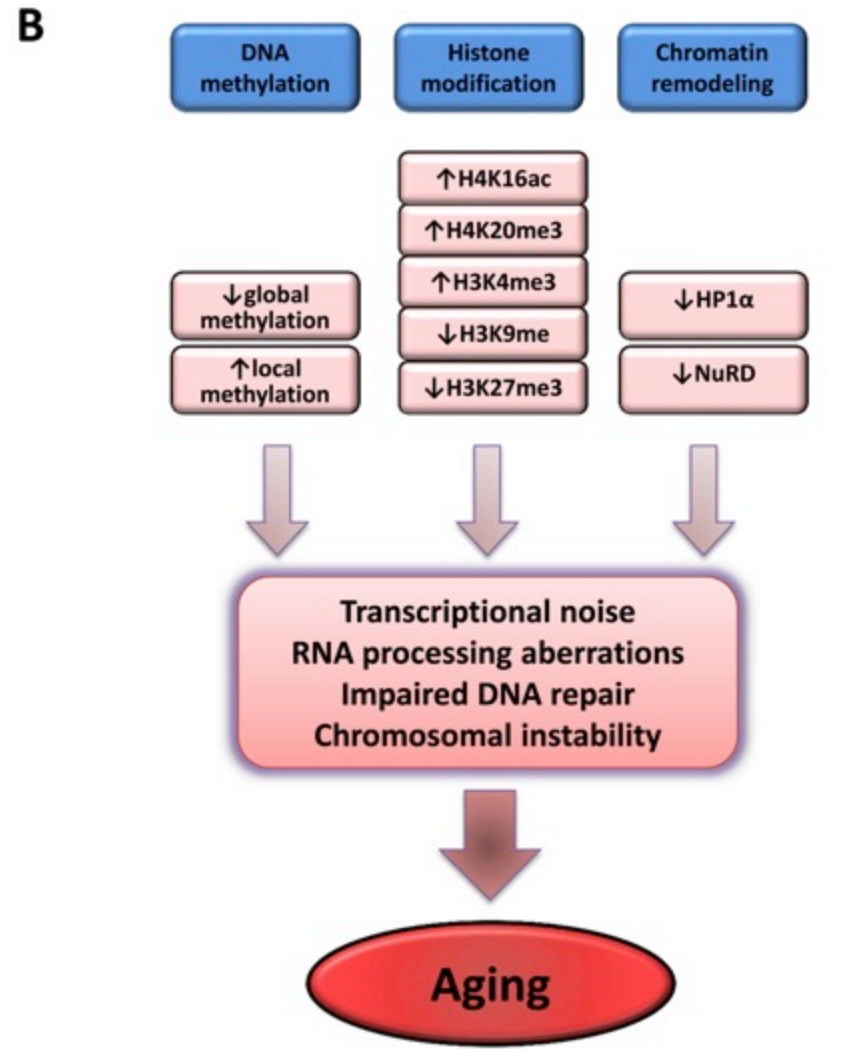 B
DNA
methylation
Histone
modification
Chromatin
remodeling
↓global
methylation
↑local
methylation
↑H4K16ac
↑H4K20me3
↑H3K4me3
↓H3K9me
↓H3K27me3
↓HP1α
↓NuRD
Transcriptional noise
RNA processing aberrations
Impaired DNA repair
Chromosomal instability
Aging